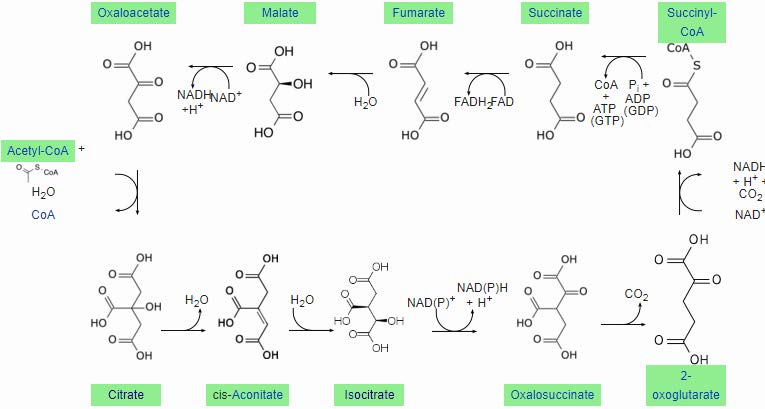 Oxaloacetate
Malate
Fumarate
Succinate
Succinyl-
CoA
OH
O
O
O
HO
OH
O
OH
O
HO
OH
O
O
HO
OH
O
O
HO
CoA
S
O
O
HO
NADH
+H⁺
NAD⁺
H₂O
FADH₂
FAD
CoA
+
ATP
(GTP)
Pᵢ +
ADP
(GDP)
Acetyl-CoA +
O
S
CoA
H₂O
CoA
NADH
+ H⁺ +
CO₂
NAD⁺
OH
O
O
OH
HO
O
OH
H₂O
OH
O
O
HO
O
OH
H₂O
OH
O
O
HO
OH
O
OH
NAD(P)⁺
NAD(P)H
+ H⁺
OH
O
O
O
HO
O
OH
CO₂
OH
O
O
O
OH
Citrate
cis-Aconitate
Isocitrate
Oxalosuccinate
2-
oxoglutarate